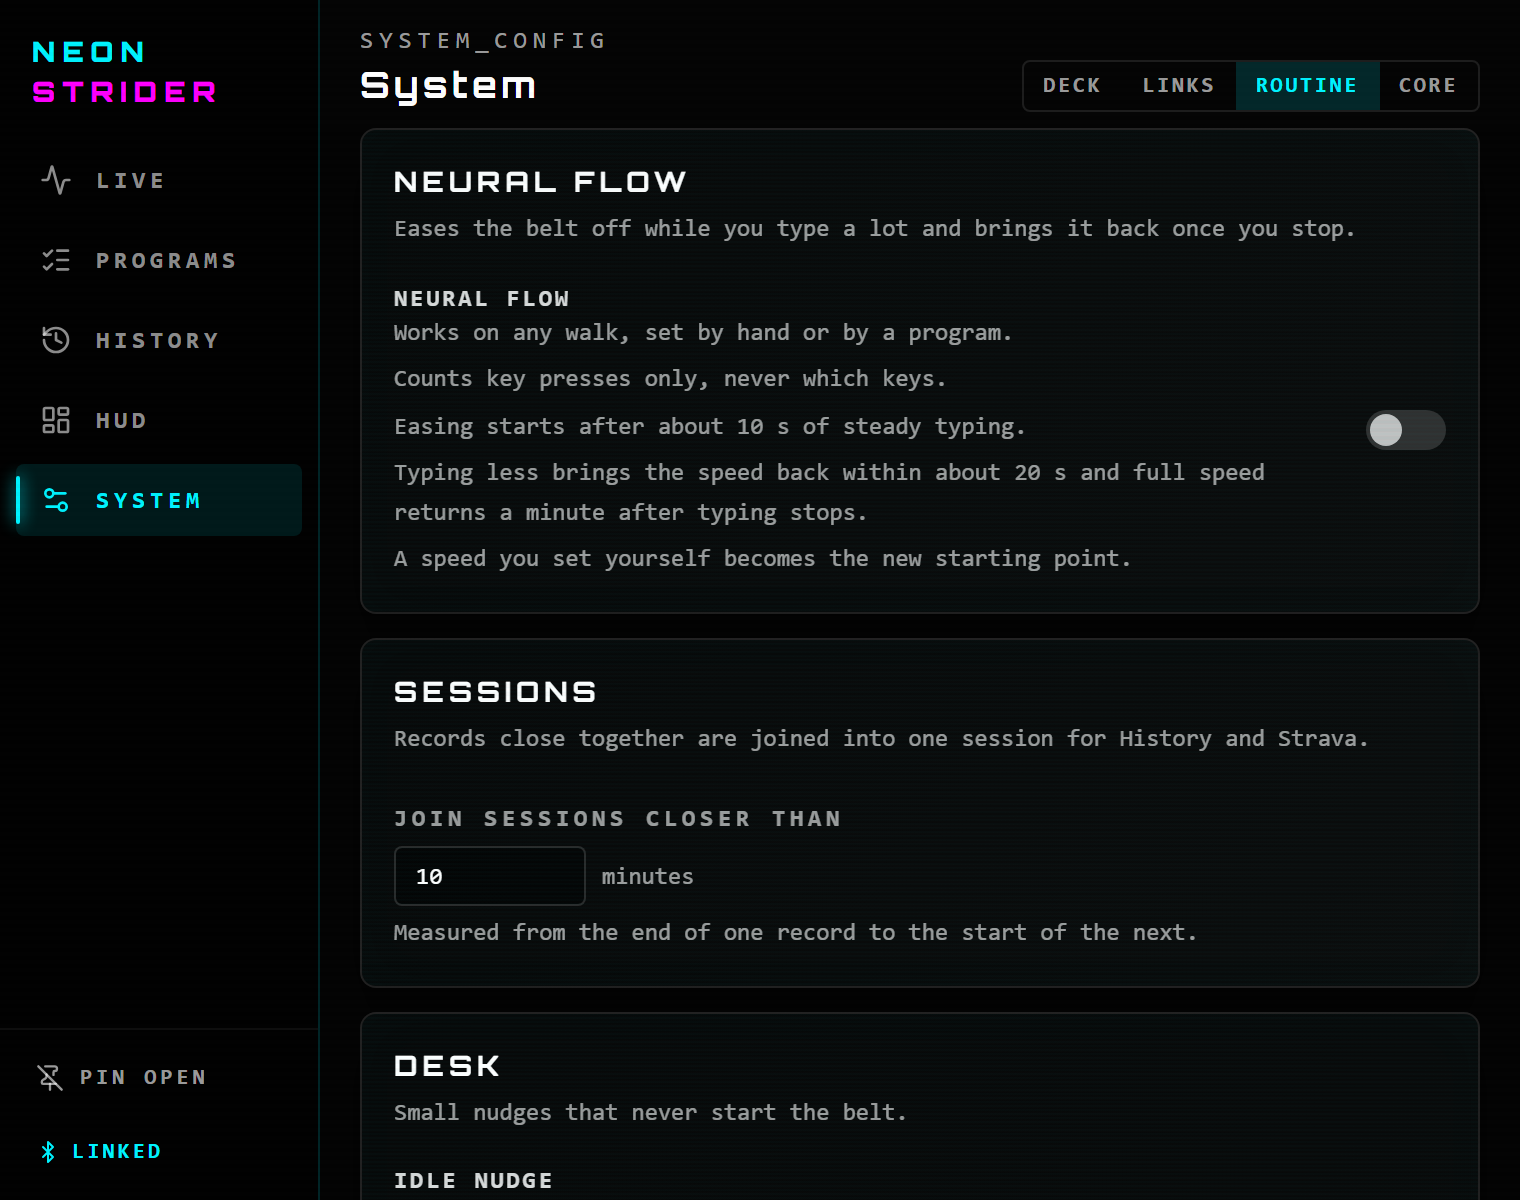 NEON
STRIDER
LIVE
PROGRAMS
HISTORY
HUD
SYSTEM
PIN OPEN
LINKED
SYSTEM_CONFIG
System
DECK LINKS ROUTINE CORE
NEURAL FLOW
Eases the belt off while you type a lot and brings it back once you stop.
NEURAL FLOW
Works on any walk, set by hand or by a program.
Counts key presses only, never which keys.
Easing starts after about 10 s of steady typing.
Typing less brings the speed back within about 20 s and full speed
returns a minute after typing stops.
A speed you set yourself becomes the new starting point.
SESSIONS
Records close together are joined into one session for History and Strava.
JOIN SESSIONS CLOSER THAN
10 minutes
Measured from the end of one record to the start of the next.
DESK
Small nudges that never start the belt.
IDLE NUDGE